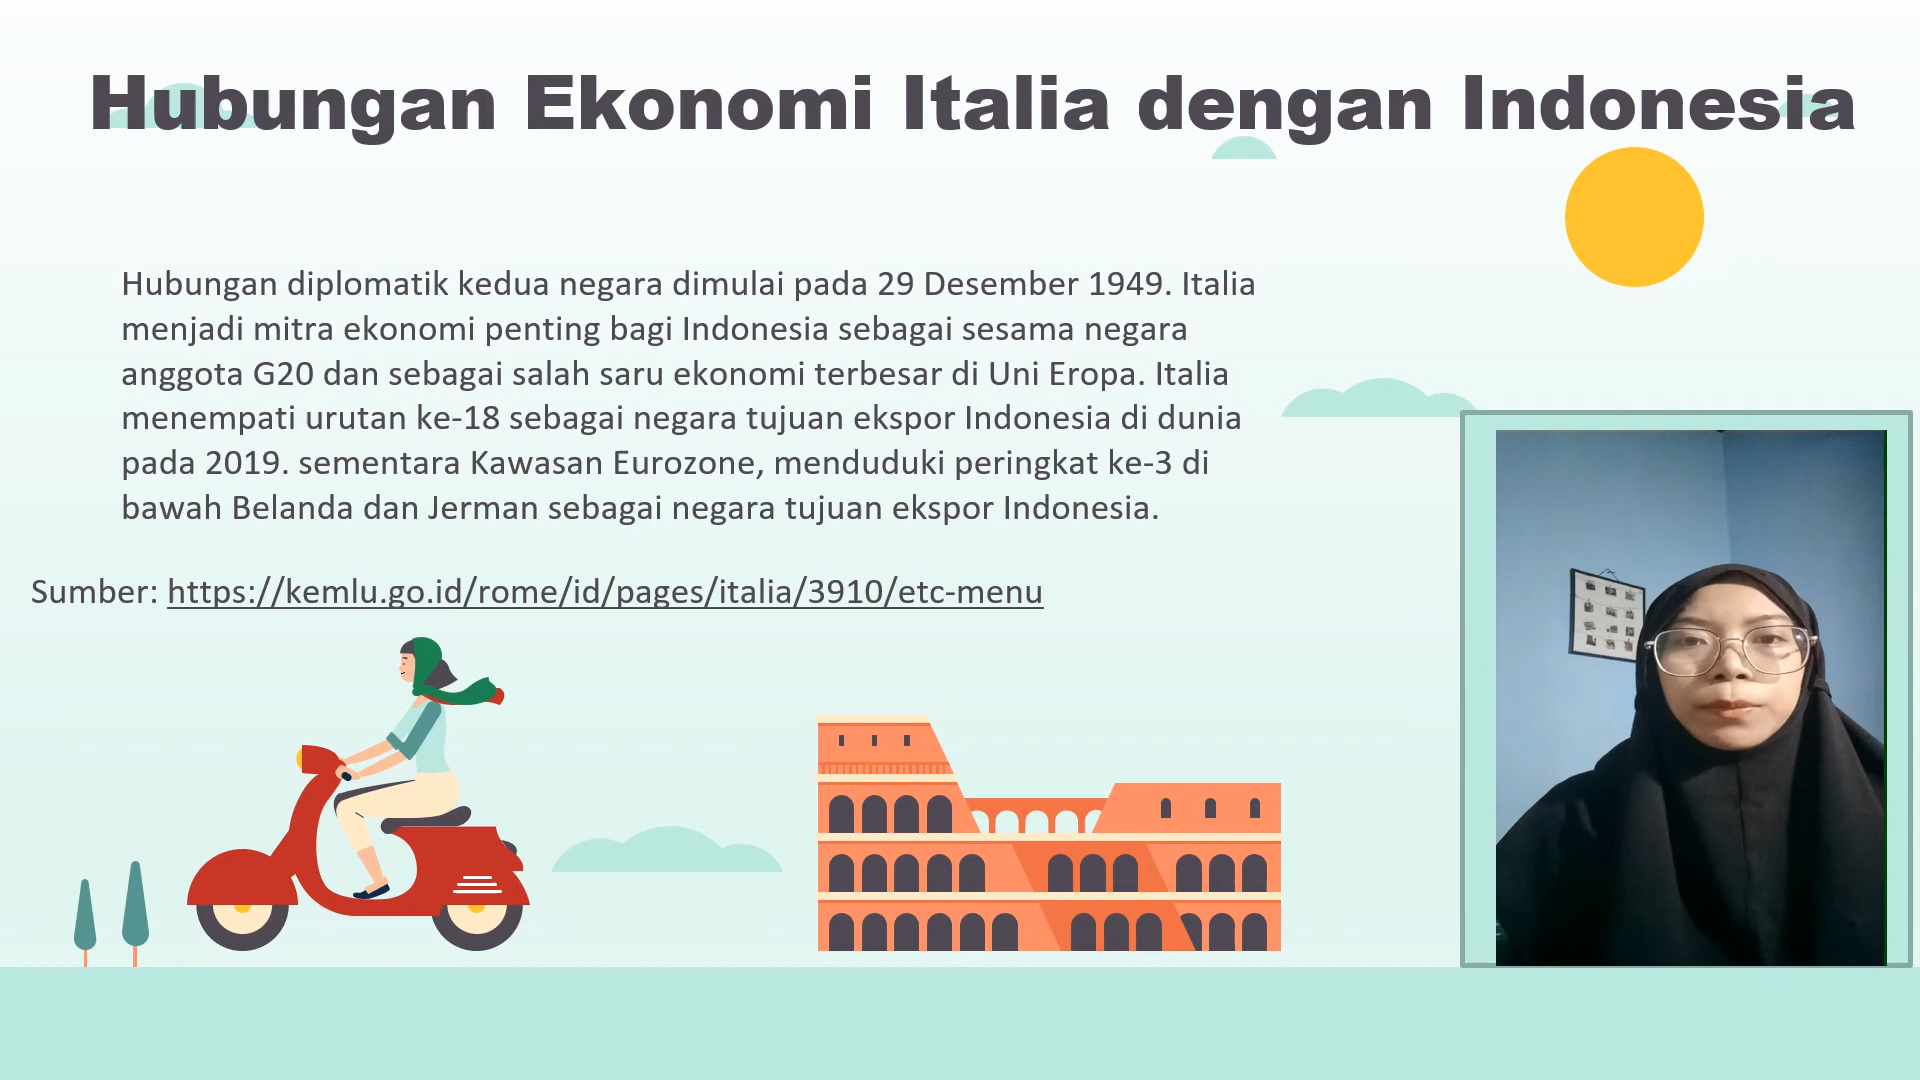 Hubungan Ekonomi Italia dengan Indonesia
Hubungan diplomatik kedua negara dimulai pada 29 Desember 1949. Italia
menjadi mitra ekonomi penting bagi Indonesia sebagai sesama negara
anggota G20 dan sebagai salah saru ekonomi terbesar di Uni Eropa. Italia
menempati urutan ke-18 sebagai negara tujuan ekspor Indonesia di dunia
pada 2019. sementara Kawasan Eurozone, menduduki peringkat ke-3 di
bawah Belanda dan Jerman sebagai negara tujuan ekspor Indonesia.
Sumber: https://kemlu.go.id/rome/id/pages/italia/3910/etc-menu